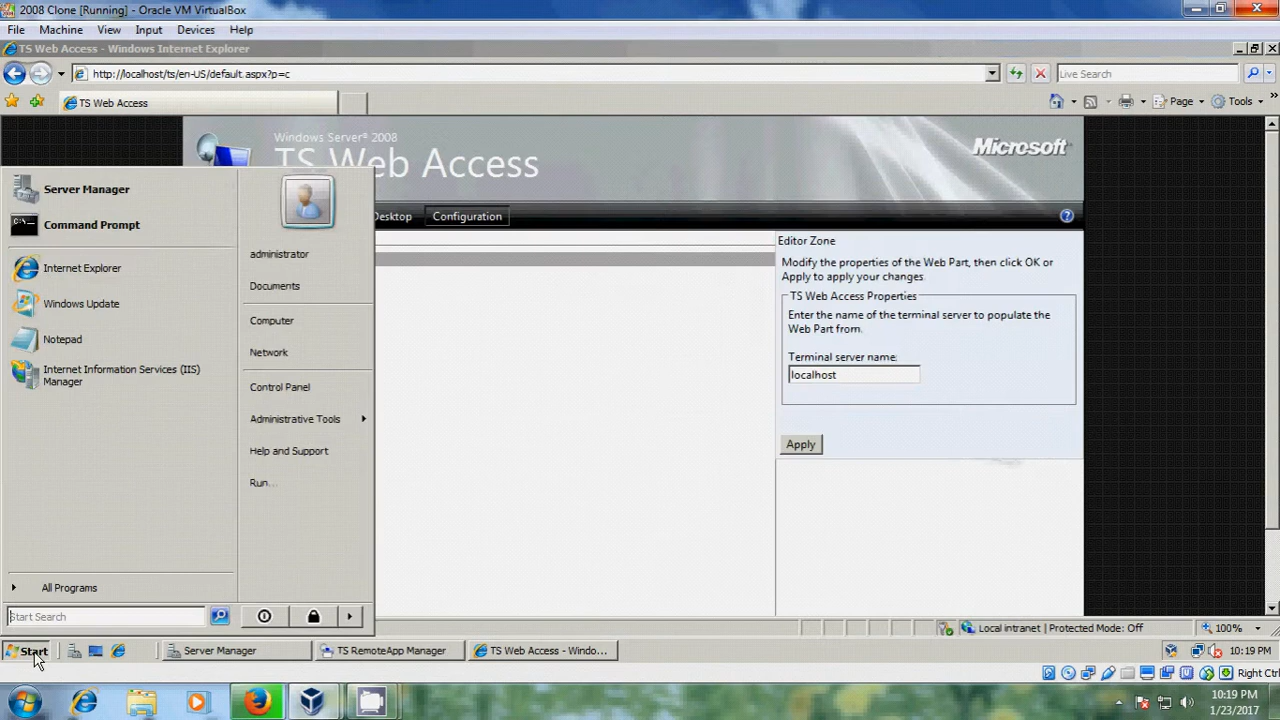 2008 Clone [Running] - Oracle VM VirtualBox
File Machine View Input Devices Help
TS Web Access - Windows Internet Explorer
http://localhost/ts/en-US/default.aspx?p=c
Live Search
TS Web Access
Page Tools
Windows Server® 2008
TS Web Access
Microsoft
Desktop Configuration
Server Manager
Command Prompt
Internet Explorer
Windows Update
Notepad
Internet Information Services (IIS)
Manager
All Programs
Start Search
administrator
Documents
Computer
Network
Control Panel
Administrative Tools
Help and Support
Run...
Editor Zone
Modify the properties of the Web Part, then click OK or
Apply to apply your changes.
TS Web Access Properties
Enter the name of the terminal server to populate the
Web Part from.
Terminal server name:
localhost
Apply
Local intranet | Protected Mode: Off
100%
Start
Server Manager
TS RemoteApp Manager
TS Web Access - Windo...
10:19 PM
Right Ctrl
10:19 PM
1/23/2017